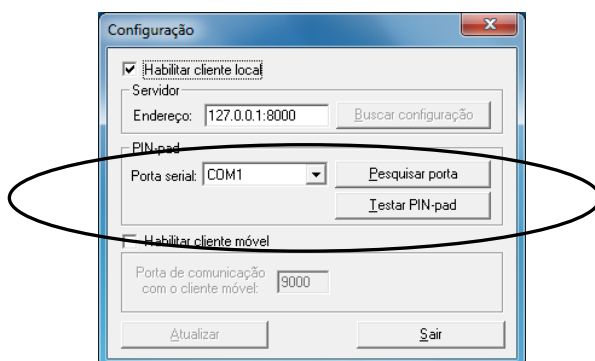 Configuração
Habilitar cliente local
Servidor
Endereço: 127.0.0.1:8000 Buscar configuração
PIN-pad
Porta serial: COM1 Pesquisar porta
Testar PIN-pad
Habilitar cliente móvel
Porta de comunicação
com o cliente móvel: 9000
Atualizar Sair